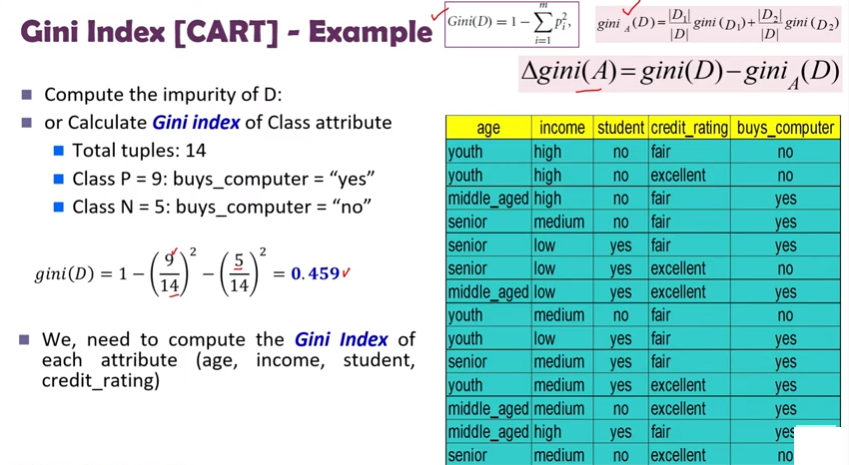 Gini Index [CART] - Example
Gini(D) = 1 − ∑_{i=1}^{m} p_i^2,
gini_A(D) = |D₁|/|D| gini(D₁) + |D₂|/|D| gini(D₂)
Δgini(A) = gini(D) − gini_A(D)
■ Compute the impurity of D:
■ or Calculate Gini index of Class attribute
■ Total tuples: 14
■ Class P = 9: buys_computer = “yes”
■ Class N = 5: buys_computer = “no”
gini(D) = 1 − (9/14)² − (5/14)² = 0.459
■ We, need to compute the Gini Index of
each attribute (age, income, student,
credit_rating)
age income student credit_rating buys_computer
youth high no fair no
youth high no excellent no
middle_aged high no fair yes
senior medium no fair yes
senior low yes fair yes
senior low yes excellent no
middle_aged low yes excellent yes
youth medium no fair no
youth low yes fair yes
senior medium yes fair yes
youth medium yes excellent yes
middle_aged medium no excellent yes
middle_aged high yes fair yes
senior medium no excellent no